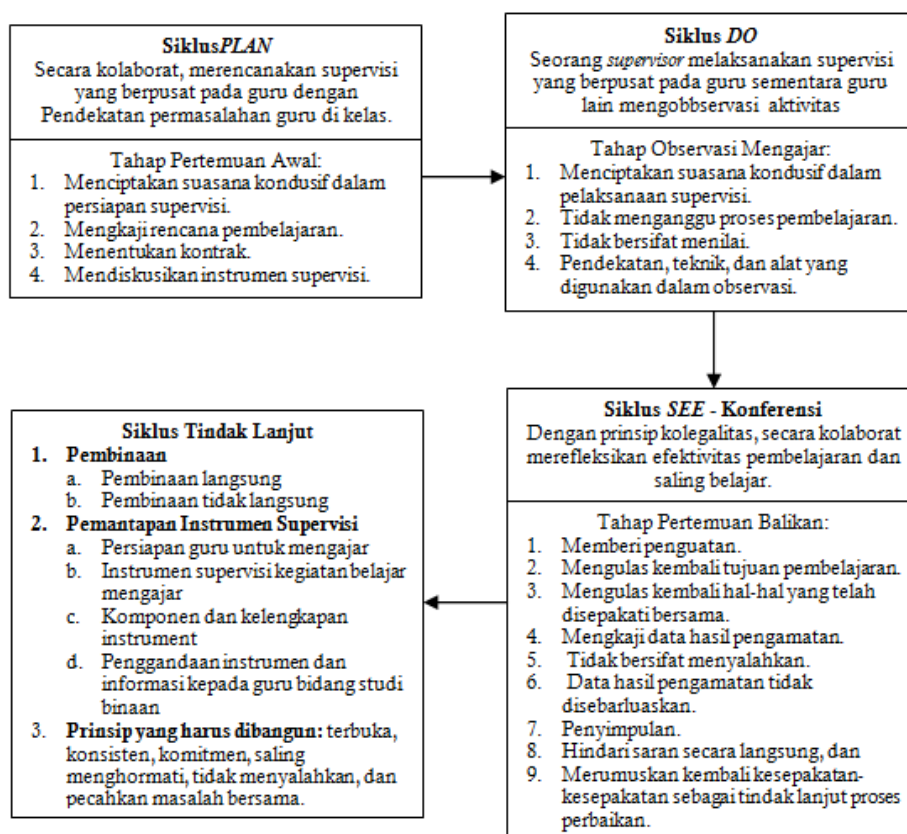 Siklus PLAN
Secara kolaborat, merencanakan supervisi
yang berpusat pada guru dengan
Pendekatan permasalahan guru di kelas.
Tahap Pertemuan Awal:
1. Menciptakan suasana kondusif dalam
persiapan supervisi.
2. Mengkaji rencana pembelajaran.
3. Menentukan kontrak.
4. Mendiskusikan instrumen supervisi.
Siklus DO
Seorang supervisor melaksanakan supervisi
yang berpusat pada guru sementara guru
lain mengobbservasi aktivitas
Tahap Observasi Mengajar:
1. Menciptakan suasana kondusif dalam
pelaksanaan supervisi.
2. Tidak menganggu proses pembelajaran.
3. Tidak bersifat menilai.
4. Pendekatan, teknik, dan alat yang
digunakan dalam observasi.
Siklus SEE - Konferensi
Dengan prinsip kolegalitas, secara kolaborat
merefleksikan efektivitas pembelajaran dan
saling belajar.
Tahap Pertemuan Balikan:
1. Memberi penguatan.
2. Mengulas kembali tujuan pembelajaran.
3. Mengulas kembali hal-hal yang telah
disepakati bersama.
4. Mengkaji data hasil pengamatan.
5. Tidak bersifat menyalahkan.
6. Data hasil pengamatan tidak
disebarluaskan.
7. Penyimpulan.
8. Hindari saran secara langsung, dan
9. Merumuskan kembali kesepakatan-
kesepakatan sebagai tindak lanjut proses
perbaikan.
Siklus Tindak Lanjut
1. Pembinaan
a. Pembinaan langsung
b. Pembinaan tidak langsung
2. Pemantapan Instrumen Supervisi
a. Persiapan guru untuk mengajar
b. Instrumen supervisi kegiatan belajar
mengajar
c. Komponen dan kelengkapan
instrument
d. Penggandaan instrumen dan
informasi kepada guru bidang studi
binaan
3. Prinsip yang harus dibangun: terbuka,
konsisten, komitmen, saling
menghormati, tidak menyalahkan, dan
pecahkan masalah bersama.